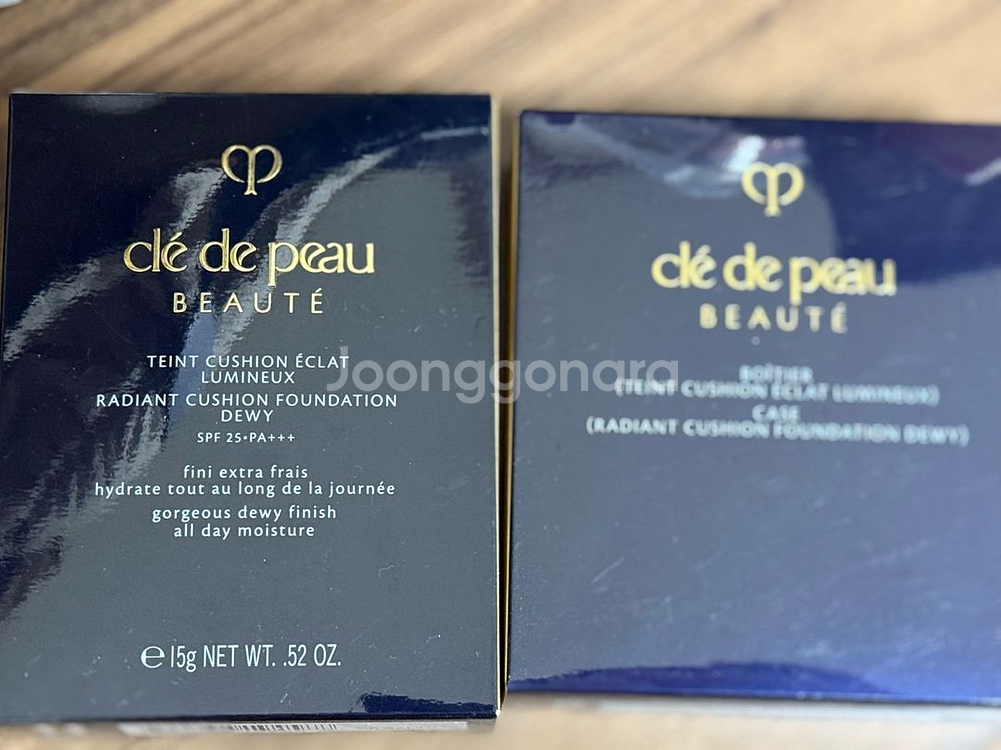 clé de peau
BEAUTÉ
TEINT CUSHION ÉCLAT
LUMINEUX
RADIANT CUSHION FOUNDATION
DEWY
SPF 25•PA+++
fini extra frais
hydrate tout au long de la journée
gorgeous dewy finish
all day moisture
℮ 15g NET WT. .52 OZ.
clé de peau
BEAUTÉ
BOÎTIER
(TEINT CUSHION ÉCLAT LUMINEUX)
CASE
(RADIANT CUSHION FOUNDATION DEWY)
Joonggonara